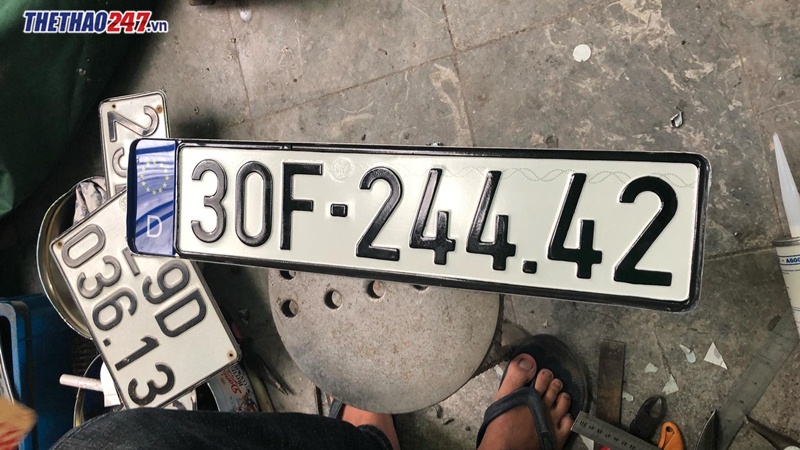 THETHAO247.vn
30F-244.42
D
29D
036.13